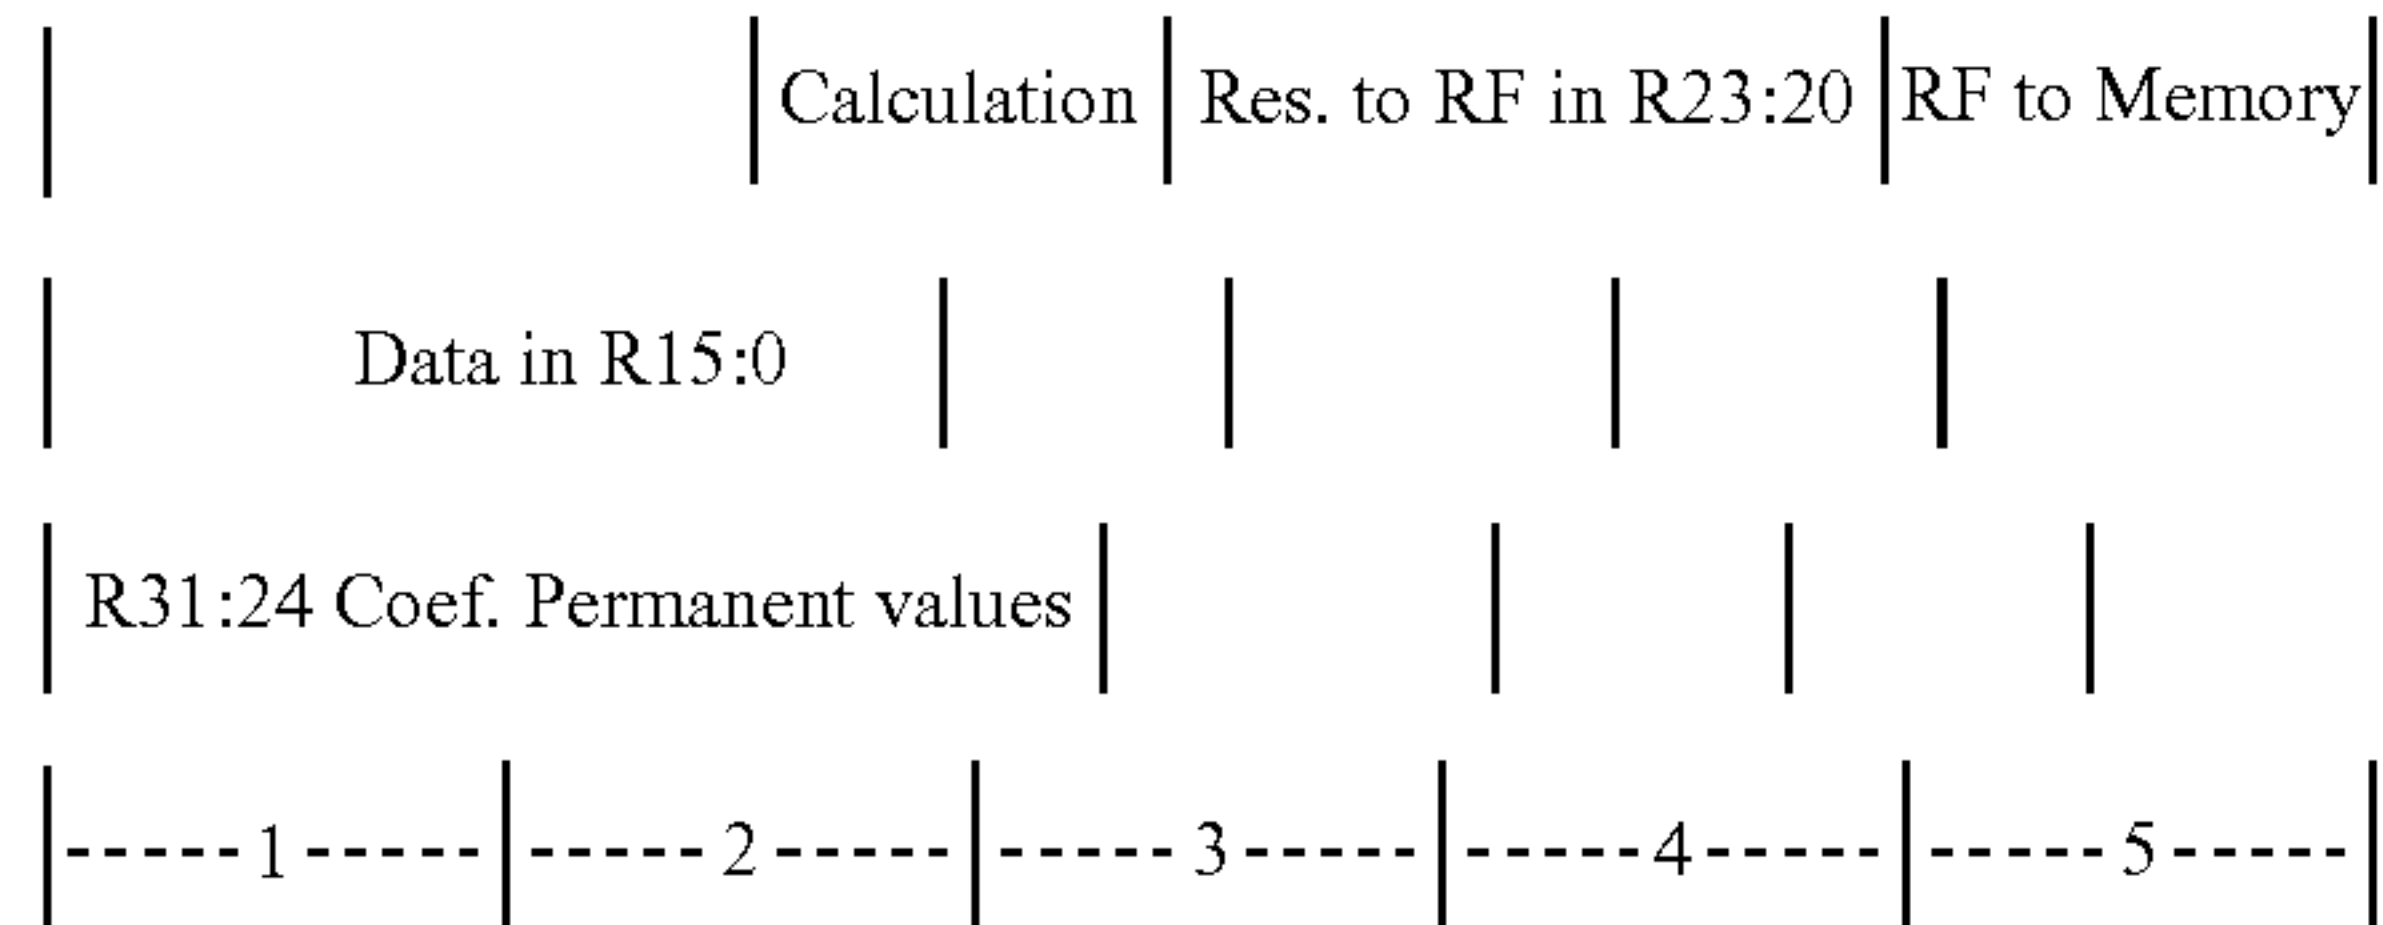 Calculation Res. to RF in R23:20 RF to Memory
Data in R15:0
R31:24 Coef. Permanent values
1 2 3 4 5